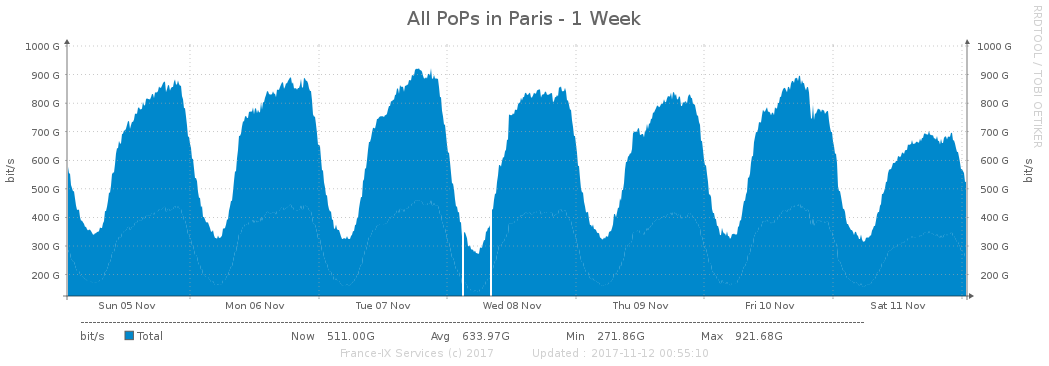 All PoPs in Paris - 1 Week
RRDTOOL / TOBI OETIKER
bit/s
1000 G 1000 G
900 G 900 G
800 G 800 G
700 G 700 G
600 G 600 G
500 G 500 G
400 G 400 G
300 G 300 G
200 G 200 G
bit/s
Sun 05 Nov Mon 06 Nov Tue 07 Nov Wed 08 Nov Thu 09 Nov Fri 10 Nov Sat 11 Nov
bit/s Total Now 511.00G Avg 633.97G Min 271.86G Max 921.68G
France-IX Services (c) 2017 Updated : 2017-11-12 00:55:10